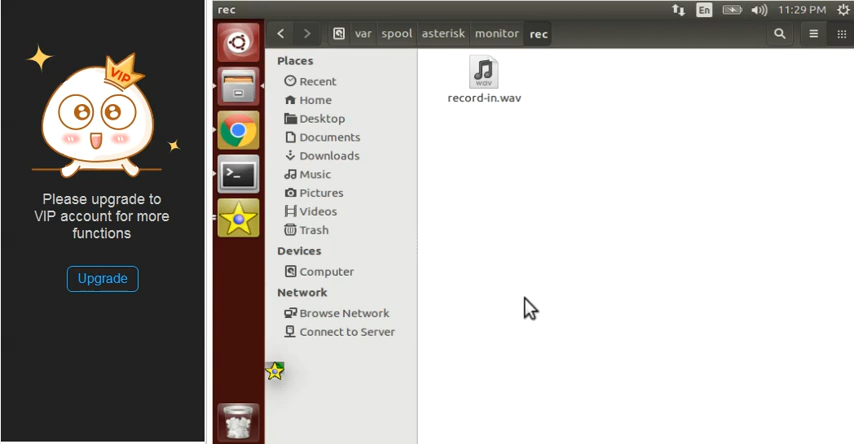 VIP
Please upgrade to
VIP account for more
functions
Upgrade
rec
En
11:29 PM
var
spool
asterisk
monitor
rec
Places
Recent
Home
Desktop
Documents
Downloads
Music
Pictures
Videos
Trash
Devices
Computer
Network
Browse Network
Connect to Server
wav
record-in.wav